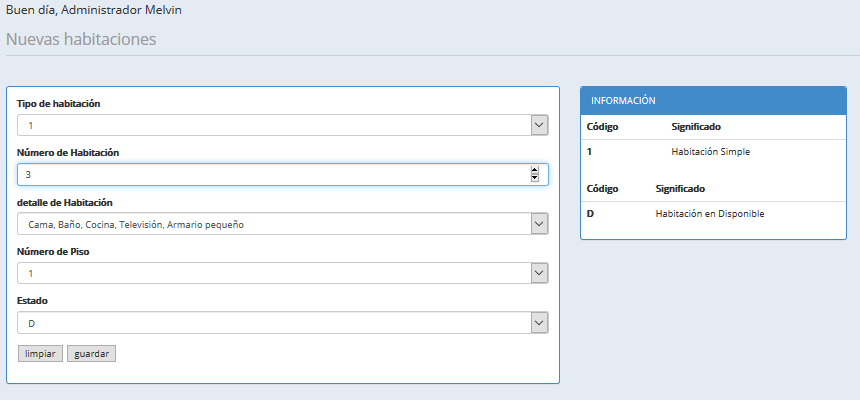 Buen día, Administrador Melvin
Nuevas habitaciones
Tipo de habitación
1
Número de Habitación
3
detalle de Habitación
Cama, Baño, Cocina, Televisión, Armario pequeño
Número de Piso
1
Estado
D
limpiar guardar
INFORMACIÓN
Código Significado
1 Habitación Simple
Código Significado
D Habitación en Disponible